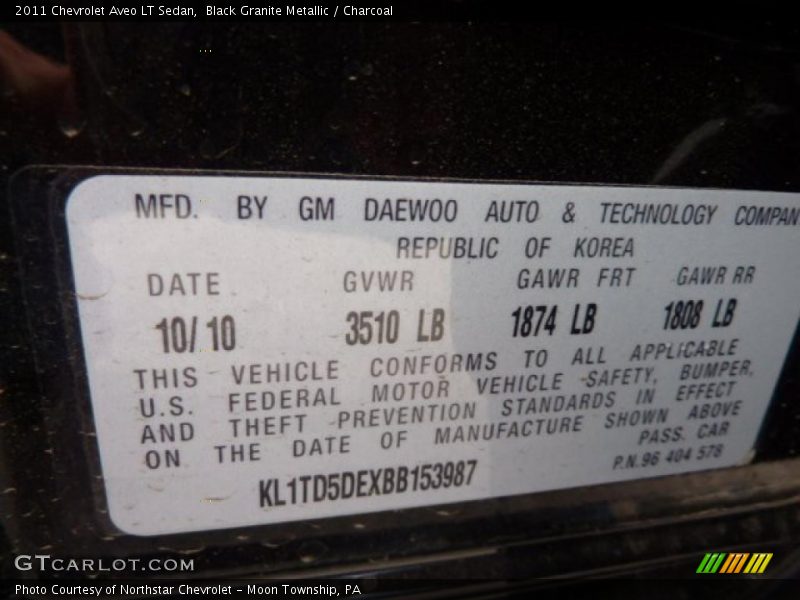 2011 Chevrolet Aveo LT Sedan, Black Granite Metallic / Charcoal
MFD. BY GM DAEWOO AUTO & TECHNOLOGY COMPAN
REPUBLIC OF KOREA
DATE GVWR GAWR FRT GAWR RR
10/10 3510 LB 1874 LB 1808 LB
THIS VEHICLE CONFORMS TO ALL APPLICABLE
U.S. FEDERAL MOTOR VEHICLE SAFETY, BUMPER,
AND THEFT PREVENTION STANDARDS IN EFFECT
ON THE DATE OF MANUFACTURE SHOWN ABOVE
PASS. CAR
KL1TD5DEXBB153987 P.N.96 404 578
GTCARLOT.COM
Photo Courtesy of Northstar Chevrolet - Moon Township, PA